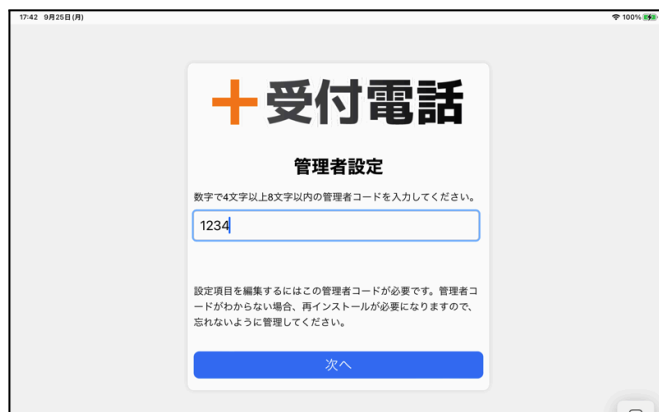 17:42 9月25日(月) 100%
+受付電話
管理者設定
数字で4文字以上8文字以内の管理者コードを入力してください。
1234
設定項目を編集するにはこの管理者コードが必要です。管理者コ
ードがわからない場合、再インストールが必要になりますので、
忘れないように管理してください。
次へ